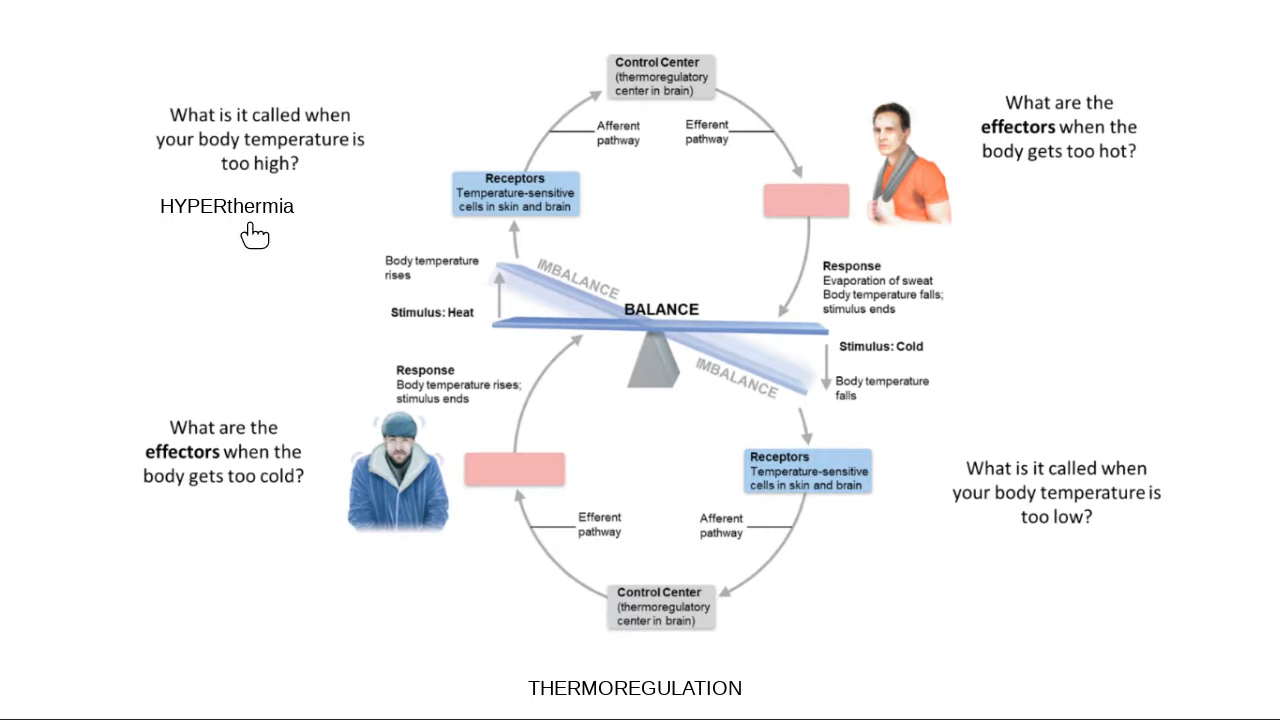 Control Center
(thermoregulatory
center in brain)
What is it called when
your body temperature is
too high?
HYPERthermia
Afferent
pathway
Efferent
pathway
What are the
effectors when the
body gets too hot?
Receptors
Temperature-sensitive
cells in skin and brain
Body temperature
rises
IMBALANCE
Stimulus: Heat
BALANCE
Response
Evaporation of sweat
Body temperature falls;
stimulus ends
Stimulus: Cold
IMBALANCE
Body temperature
falls
Response
Body temperature rises;
stimulus ends
What are the
effectors when the
body gets too cold?
Receptors
Temperature-sensitive
cells in skin and brain
What is it called when
your body temperature is
too low?
Efferent
pathway
Afferent
pathway
Control Center
(thermoregulatory
center in brain)
THERMOREGULATION